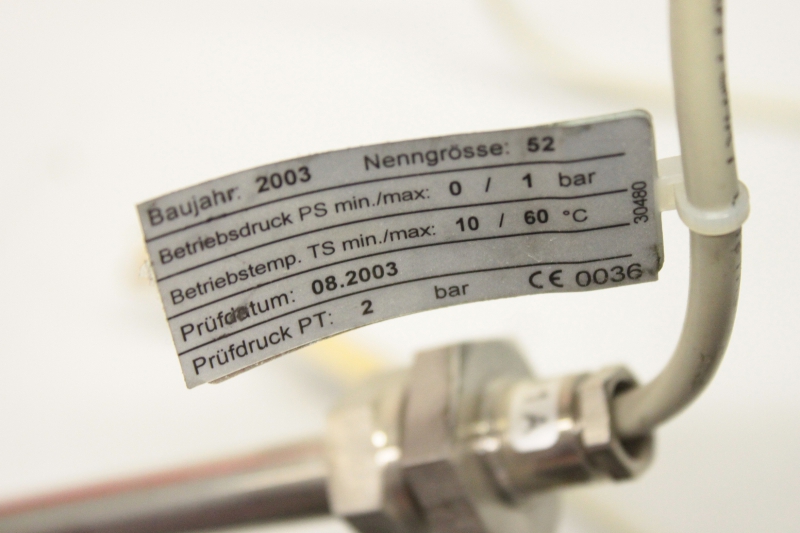 Baujahr: 2003 Nenngrösse: 52
Betriebsdruck PS min./max: 0 / 1 bar
Betriebstemp. TS min./max: 10 / 60 °C
Prüfdatum: 08.2003
Prüfdruck PT: 2 bar CE 0036
30480
1A